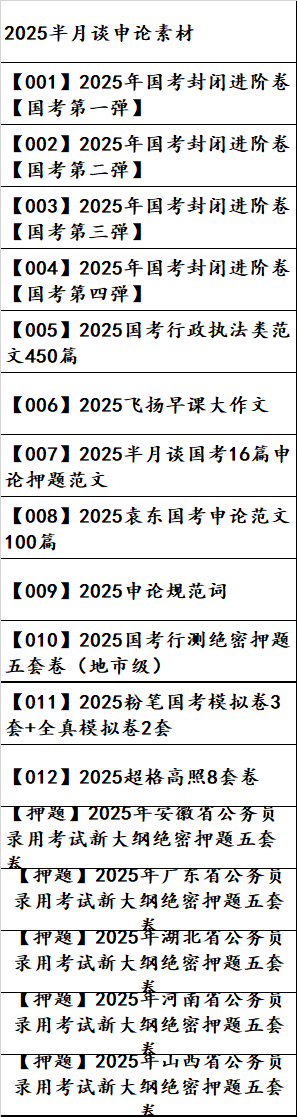 2025半月谈申论素材
【001】2025年国考封闭进阶卷
【国考第一弹】
【002】2025年国考封闭进阶卷
【国考第二弹】
【003】2025年国考封闭进阶卷
【国考第三弹】
【004】2025年国考封闭进阶卷
【国考第四弹】
【005】2025国考行政执法类范
文450篇
【006】2025飞扬早课大作文
【007】2025半月谈国考16篇申
论押题范文
【008】2025袁东国考申论范文
100篇
【009】2025申论规范词
【010】2025国考行测绝密押题
五套卷（地市级）
【011】2025粉笔国考模拟卷3
套+全真模拟卷2套
【012】2025超格高照8套卷
【押题】2025年安徽省公务员
录用考试新大纲绝密押题五套
卷
【押题】2025年广东省公务员
录用考试新大纲绝密押题五套
卷
【押题】2025年湖北省公务员
录用考试新大纲绝密押题五套
卷
【押题】2025年河南省公务员
录用考试新大纲绝密押题五套
卷
【押题】2025年山西省公务员
录用考试新大纲绝密押题五套
卷